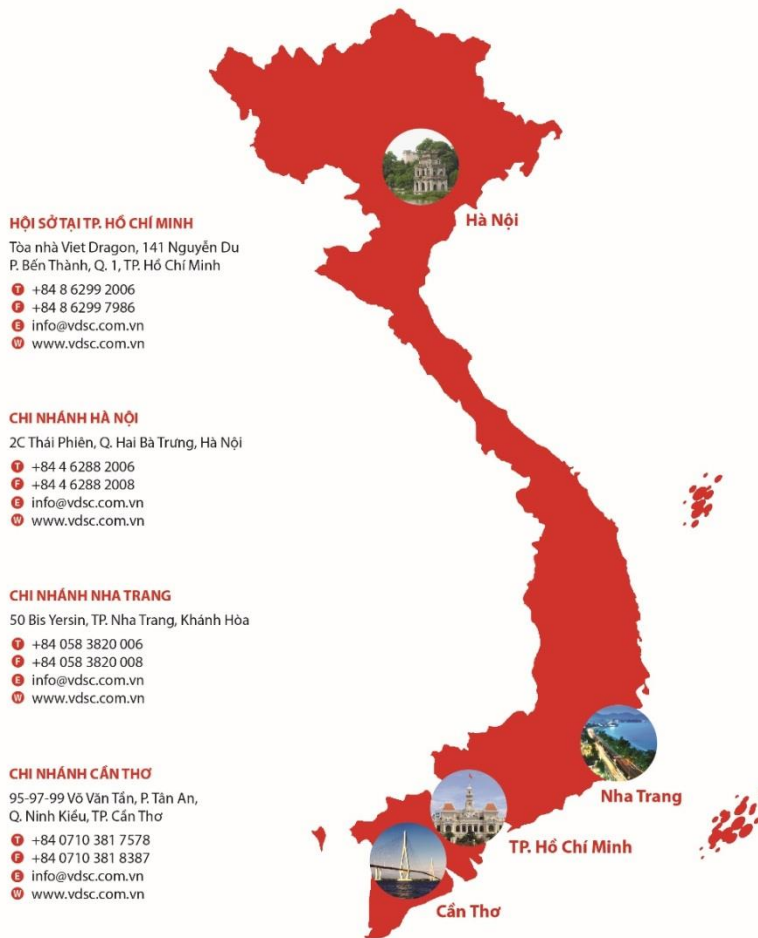 HỘI SỞ TẠI TP. HỒ CHÍ MINH
Tòa nhà Viet Dragon, 141 Nguyễn Du
P. Bến Thành, Q. 1, TP. Hồ Chí Minh
T +84 8 6299 2006
F +84 8 6299 7986
E info@vdsc.com.vn
W www.vdsc.com.vn
CHI NHÁNH HÀ NỘI
2C Thái Phiên, Q. Hai Bà Trưng, Hà Nội
T +84 4 6288 2006
F +84 4 6288 2008
E info@vdsc.com.vn
W www.vdsc.com.vn
CHI NHÁNH NHA TRANG
50 Bis Yersin, TP. Nha Trang, Khánh Hòa
T +84 058 3820 006
F +84 058 3820 008
E info@vdsc.com.vn
W www.vdsc.com.vn
CHI NHÁNH CẦN THƠ
95-97-99 Võ Văn Tần, P. Tân An,
Q. Ninh Kiều, TP. Cần Thơ
T +84 0710 381 7578
F +84 0710 381 8387
E info@vdsc.com.vn
W www.vdsc.com.vn
Hà Nội
Nha Trang
TP. Hồ Chí Minh
Cần Thơ